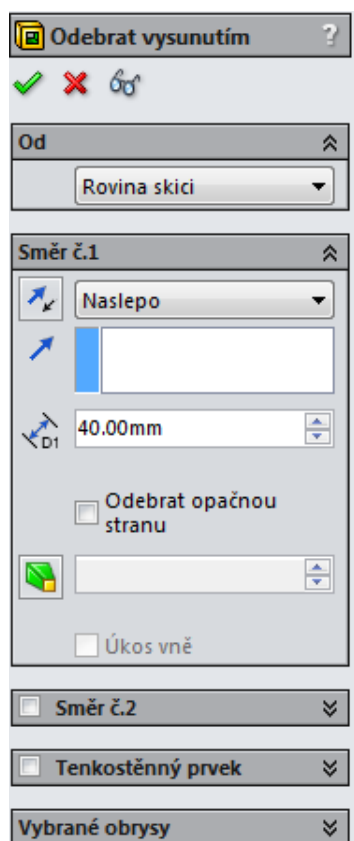 Odebrat vysunutím ?
Od
Rovina skici
Směr č.1
Naslepo
D1 40.00mm
Odebrat opačnou
stranu
Úkos vně
Směr č.2
Tenkostěnný prvek
Vybrané obrysy